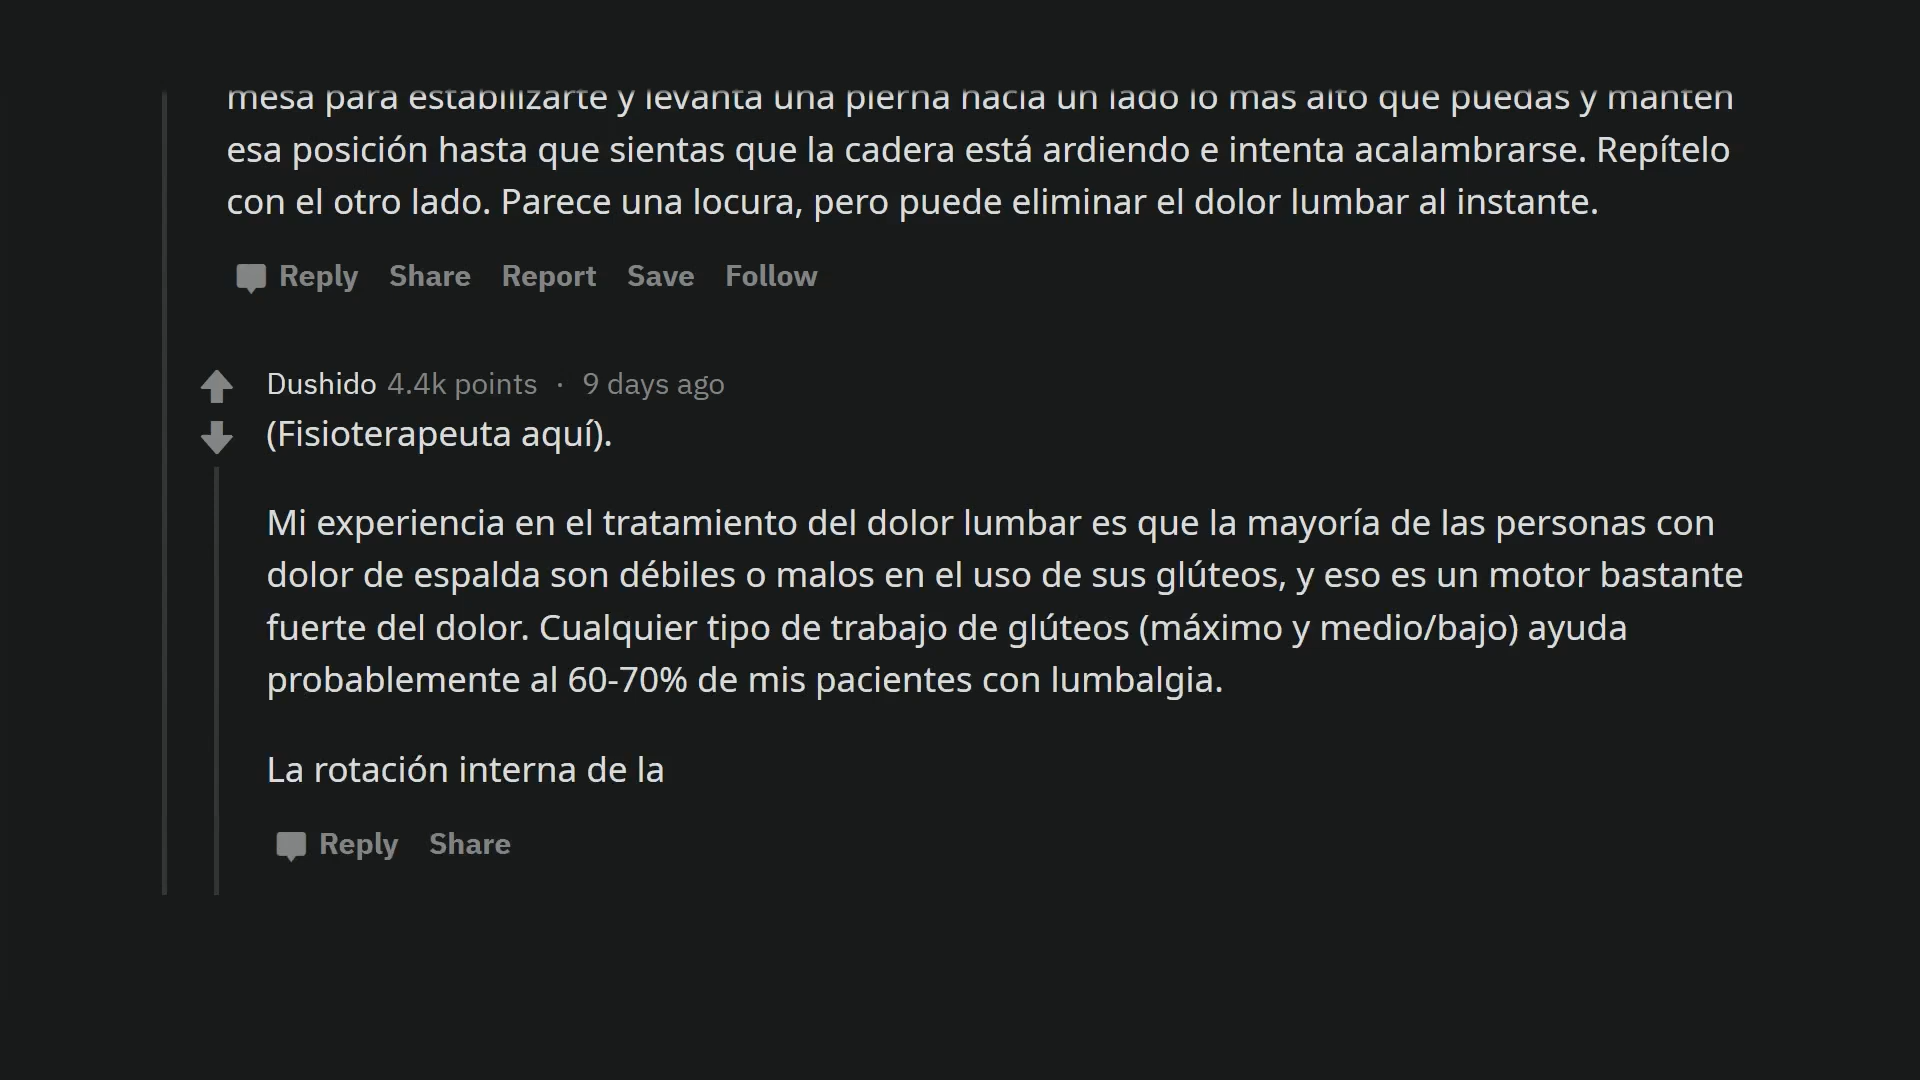 mesa para estabilizarte y levanta una pierna hacia un lado lo más alto que puedas y mantén
esa posición hasta que sientas que la cadera está ardiendo e intenta acalambrarse. Repítelo
con el otro lado. Parece una locura, pero puede eliminar el dolor lumbar al instante.
Reply Share Report Save Follow
Dushido 4.4k points · 9 days ago
(Fisioterapeuta aquí).
Mi experiencia en el tratamiento del dolor lumbar es que la mayoría de las personas con
dolor de espalda son débiles o malos en el uso de sus glúteos, y eso es un motor bastante
fuerte del dolor. Cualquier tipo de trabajo de glúteos (máximo y medio/bajo) ayuda
probablemente al 60-70% de mis pacientes con lumbalgia.
La rotación interna de la
Reply Share